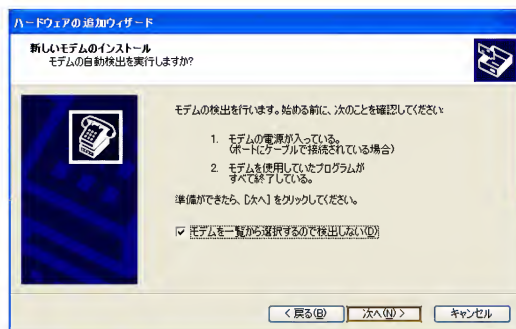 ハードウェアの追加ウィザード
新しいモデムのインストール
モデムの自動検出を実行しますか?
モデムの検出を行います。始める前に、次のことを確認してください:
1. モデムの電源が入っている。
(ポートにケーブルで接続されている場合)
2. モデムを使用していたプログラムが
すべて終了している。
準備ができたら、[次へ] をクリックしてください。
モデムを一覧から選択するので検出しない(D)
< 戻る(B) 次へ(N) > キャンセル